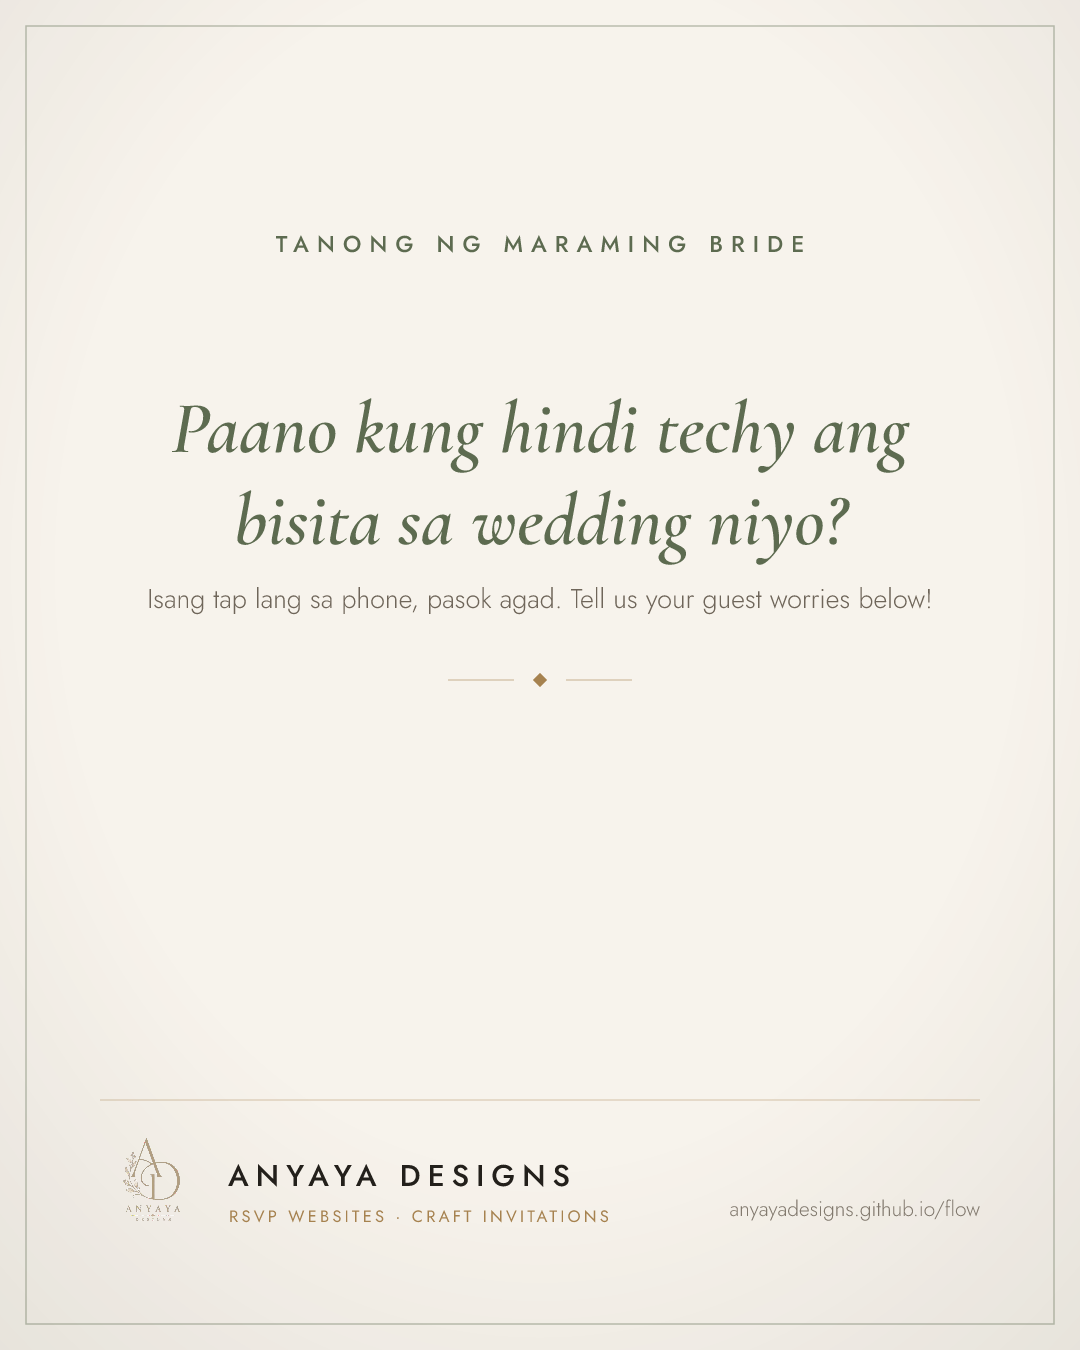 TANONG NG MARAMING BRIDE
Paano kung hindi techy ang
bisita sa wedding niyo?
Isang tap lang sa phone, pasok agad. Tell us your guest worries below!
ANYAYA
ANYAYA DESIGNS
RSVP WEBSITES · CRAFT INVITATIONS
anyayadesigns.github.io/flow